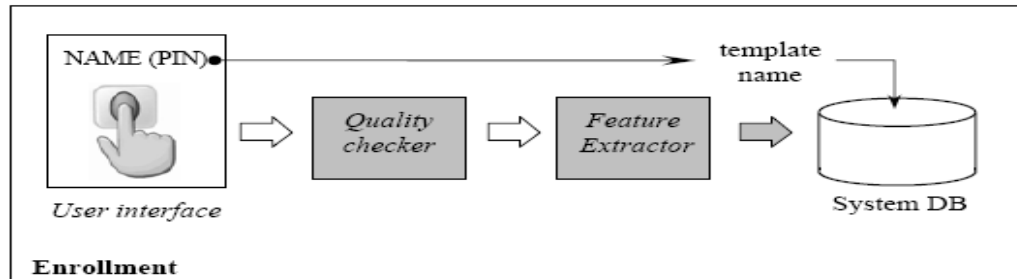 NAME (PIN)
template
name
Quality
checker
Feature
Extractor
User interface
System DB
Enrollment